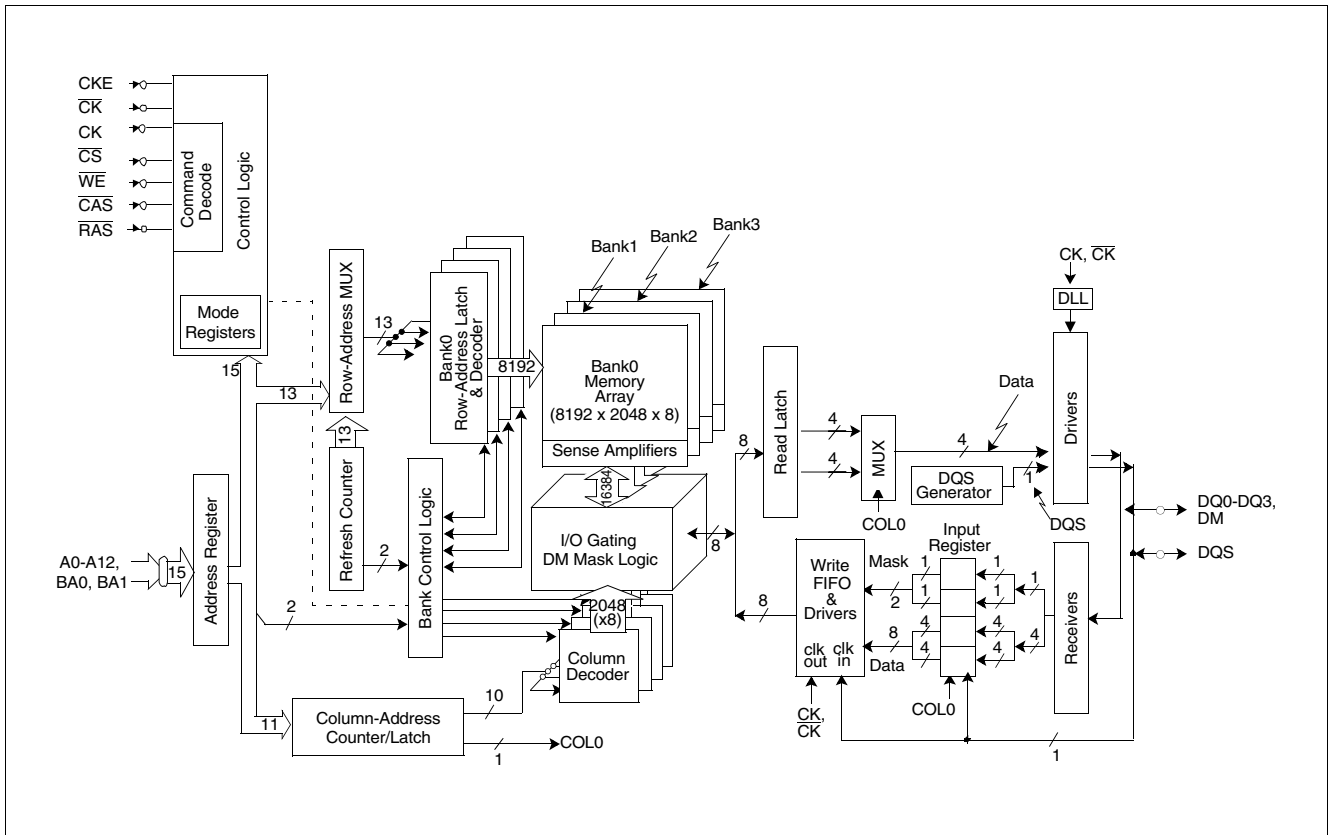 CKE
CK
CK
CS
WE
CAS
RAS
Command
Decode
Control Logic
Mode
Registers
15
13
Row-Address MUX
13
Refresh Counter
13
Bank0
Row-Address Latch
& Decoder
8192
Bank1
Bank2
Bank3
Bank0
Memory
Array
(8192 x 2048 x 8)
Sense Amplifiers
16384
I/O Gating
DM Mask Logic
2048
(x8)
Column
Decoder
Bank Control Logic
2
2
A0-A12,
BA0, BA1
15
Address Register
11
Column-Address
Counter/Latch
10
1
COL0
8
8
8
Read Latch
4
4
MUX
COL0
4
Data
DQS
Generator
1
DQS
CK, CK
DLL
Drivers
DQ0-DQ3,
DM
DQS
Input
Register
Write
FIFO
&
Drivers
clk
out
clk
in
Mask
2
8
Data
1
1
4
4
1
1
4
4
1
4
Receivers
CK,
CK
COL0
1